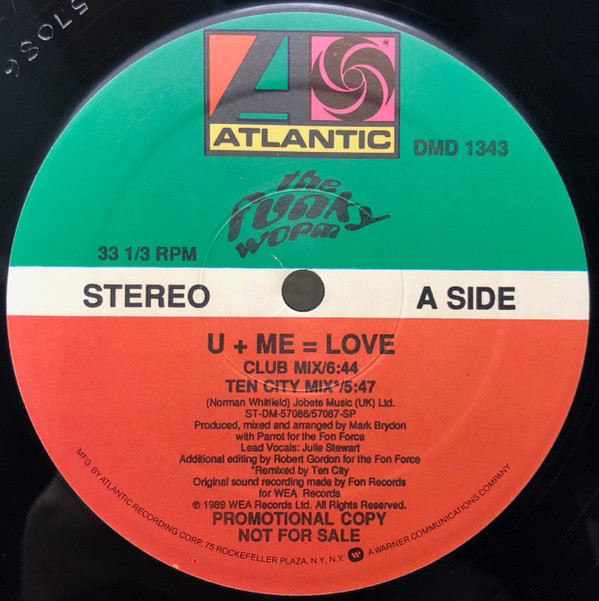 57086
ATLANTIC
DMD 1343
the
FUNKY
WORM
33 1/3 RPM
STEREO
A SIDE
U + ME = LOVE
CLUB MIX/6:44
TEN CITY MIX*/5:47
(Norman Whitfield) Jobete Music (UK) Ltd.
ST-DM-57086/57087-SP
Produced, mixed and arranged by Mark Brydon
with Parrot for the Fon Force
Lead Vocals: Julie Stewart
Additional editing by Robert Gordon for the Fon Force
*Remixed by Ten City
Original sound recording made by Fon Records
for WEA Records
℗ 1989 WEA Records Ltd. All Rights Reserved.
PROMOTIONAL COPY
NOT FOR SALE
MFG. BY ATLANTIC RECORDING CORP. 75 ROCKEFELLER PLAZA, N.Y. N.Y. A WARNER COMMUNICATIONS COMPANY